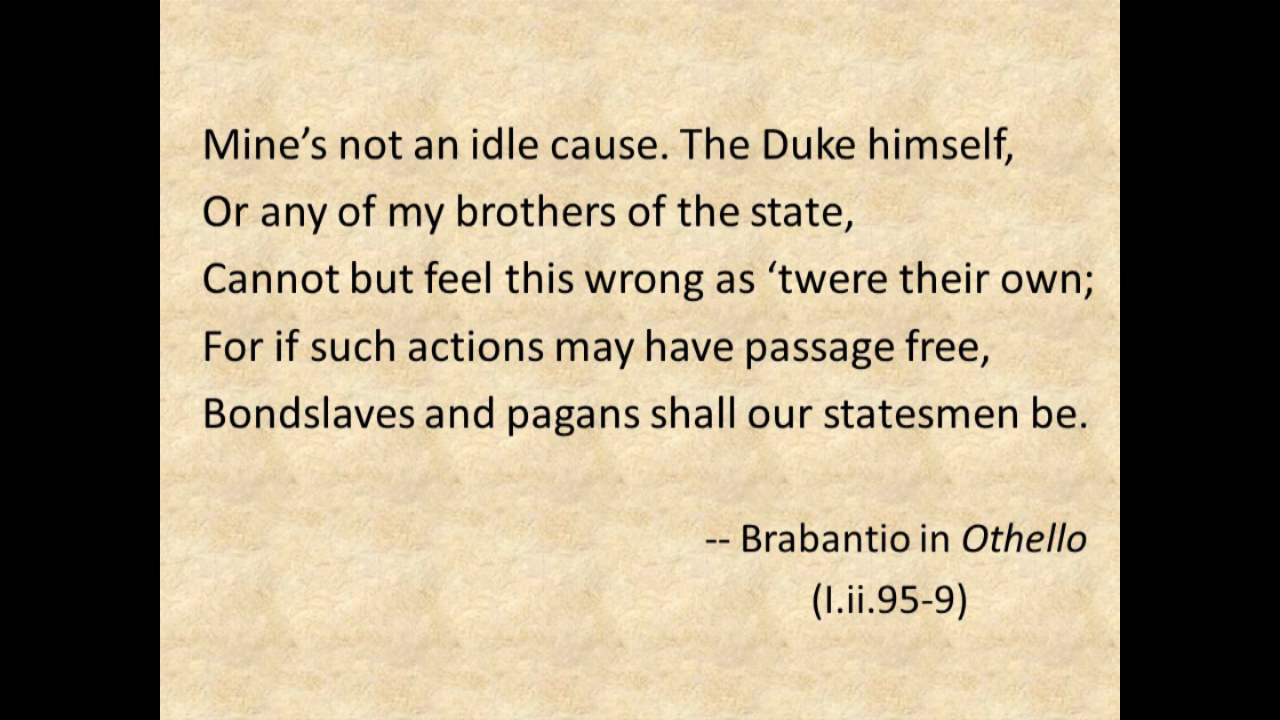 Mine’s not an idle cause. The Duke himself,
Or any of my brothers of the state,
Cannot but feel this wrong as ‘twere their own;
For if such actions may have passage free,
Bondslaves and pagans shall our statesmen be.
-- Brabantio in Othello
(I.ii.95-9)